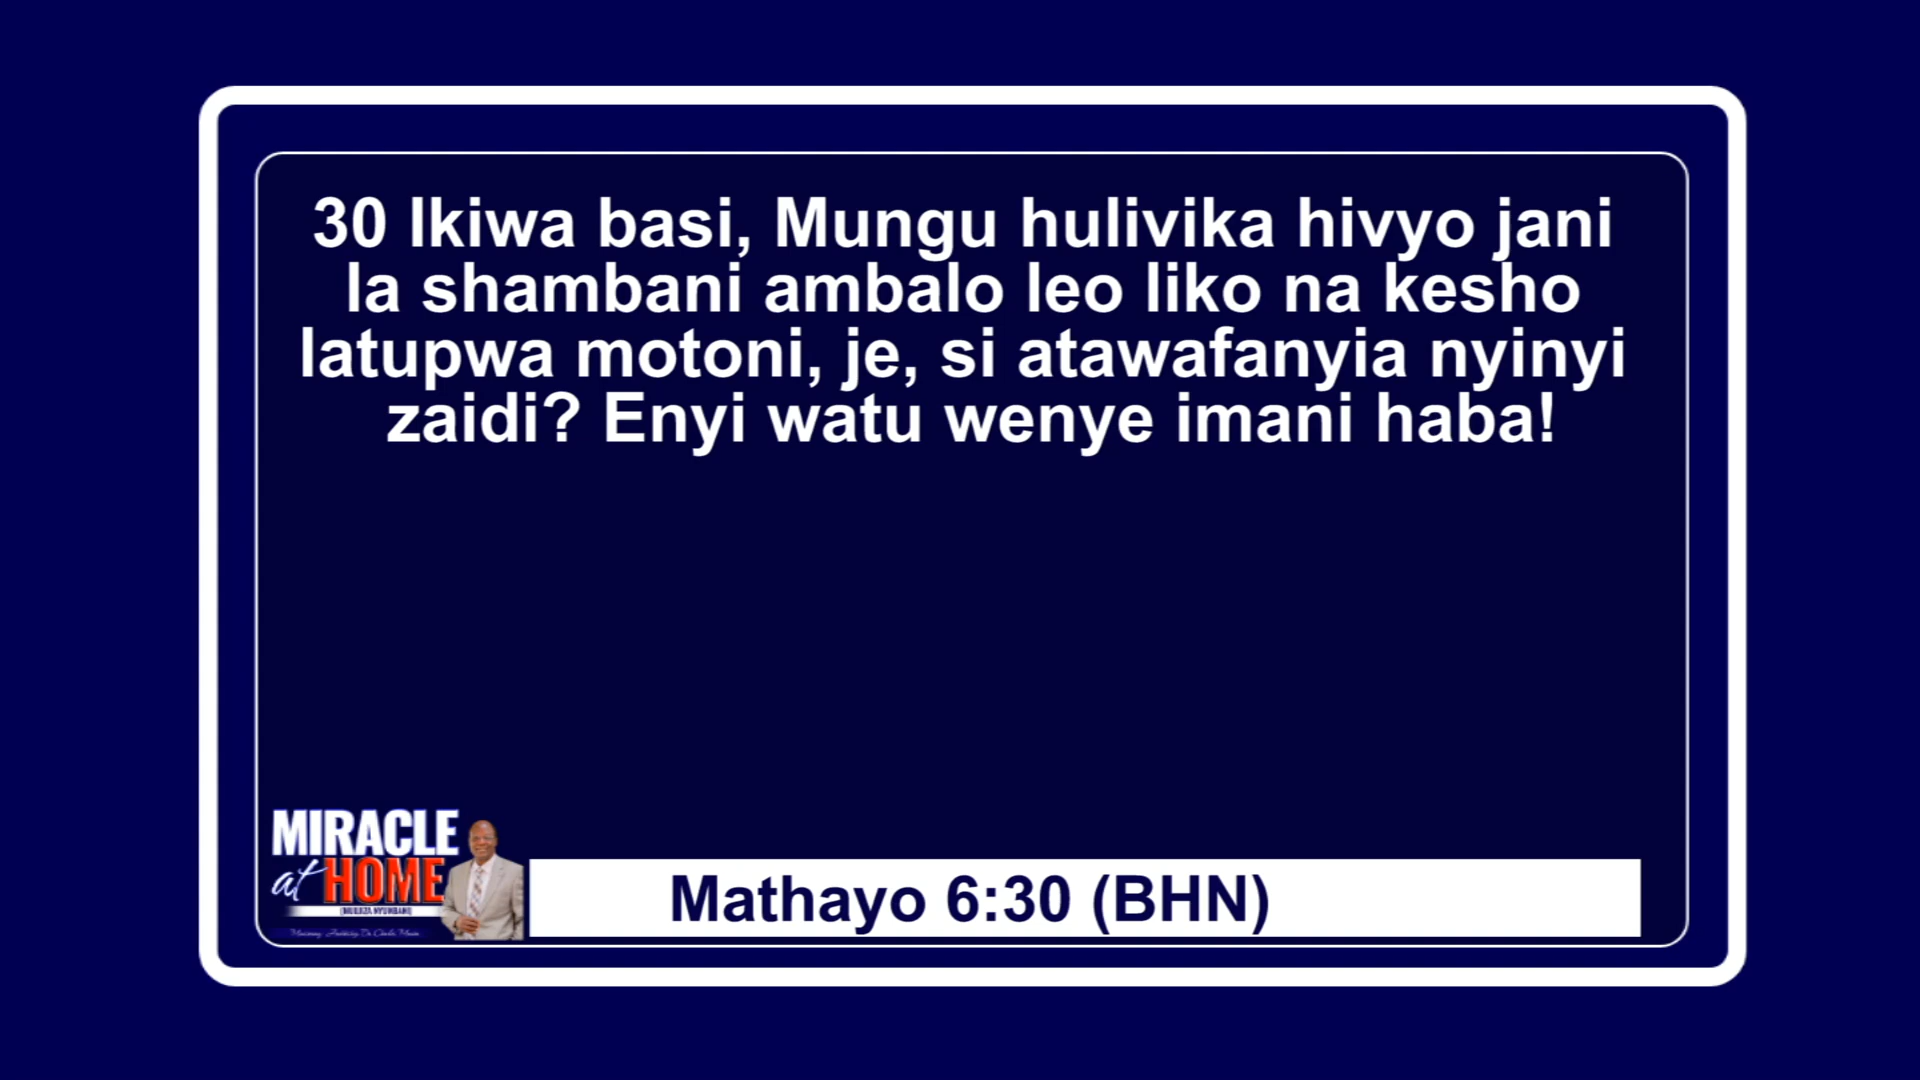 30 Ikiwa basi, Mungu hulivika hivyo jani
la shambani ambalo leo liko na kesho
latupwa motoni, je, si atawafanyia nyinyi
zaidi? Enyi watu wenye imani haba!
MIRACLE
at HOME
Mathayo 6:30 (BHN)